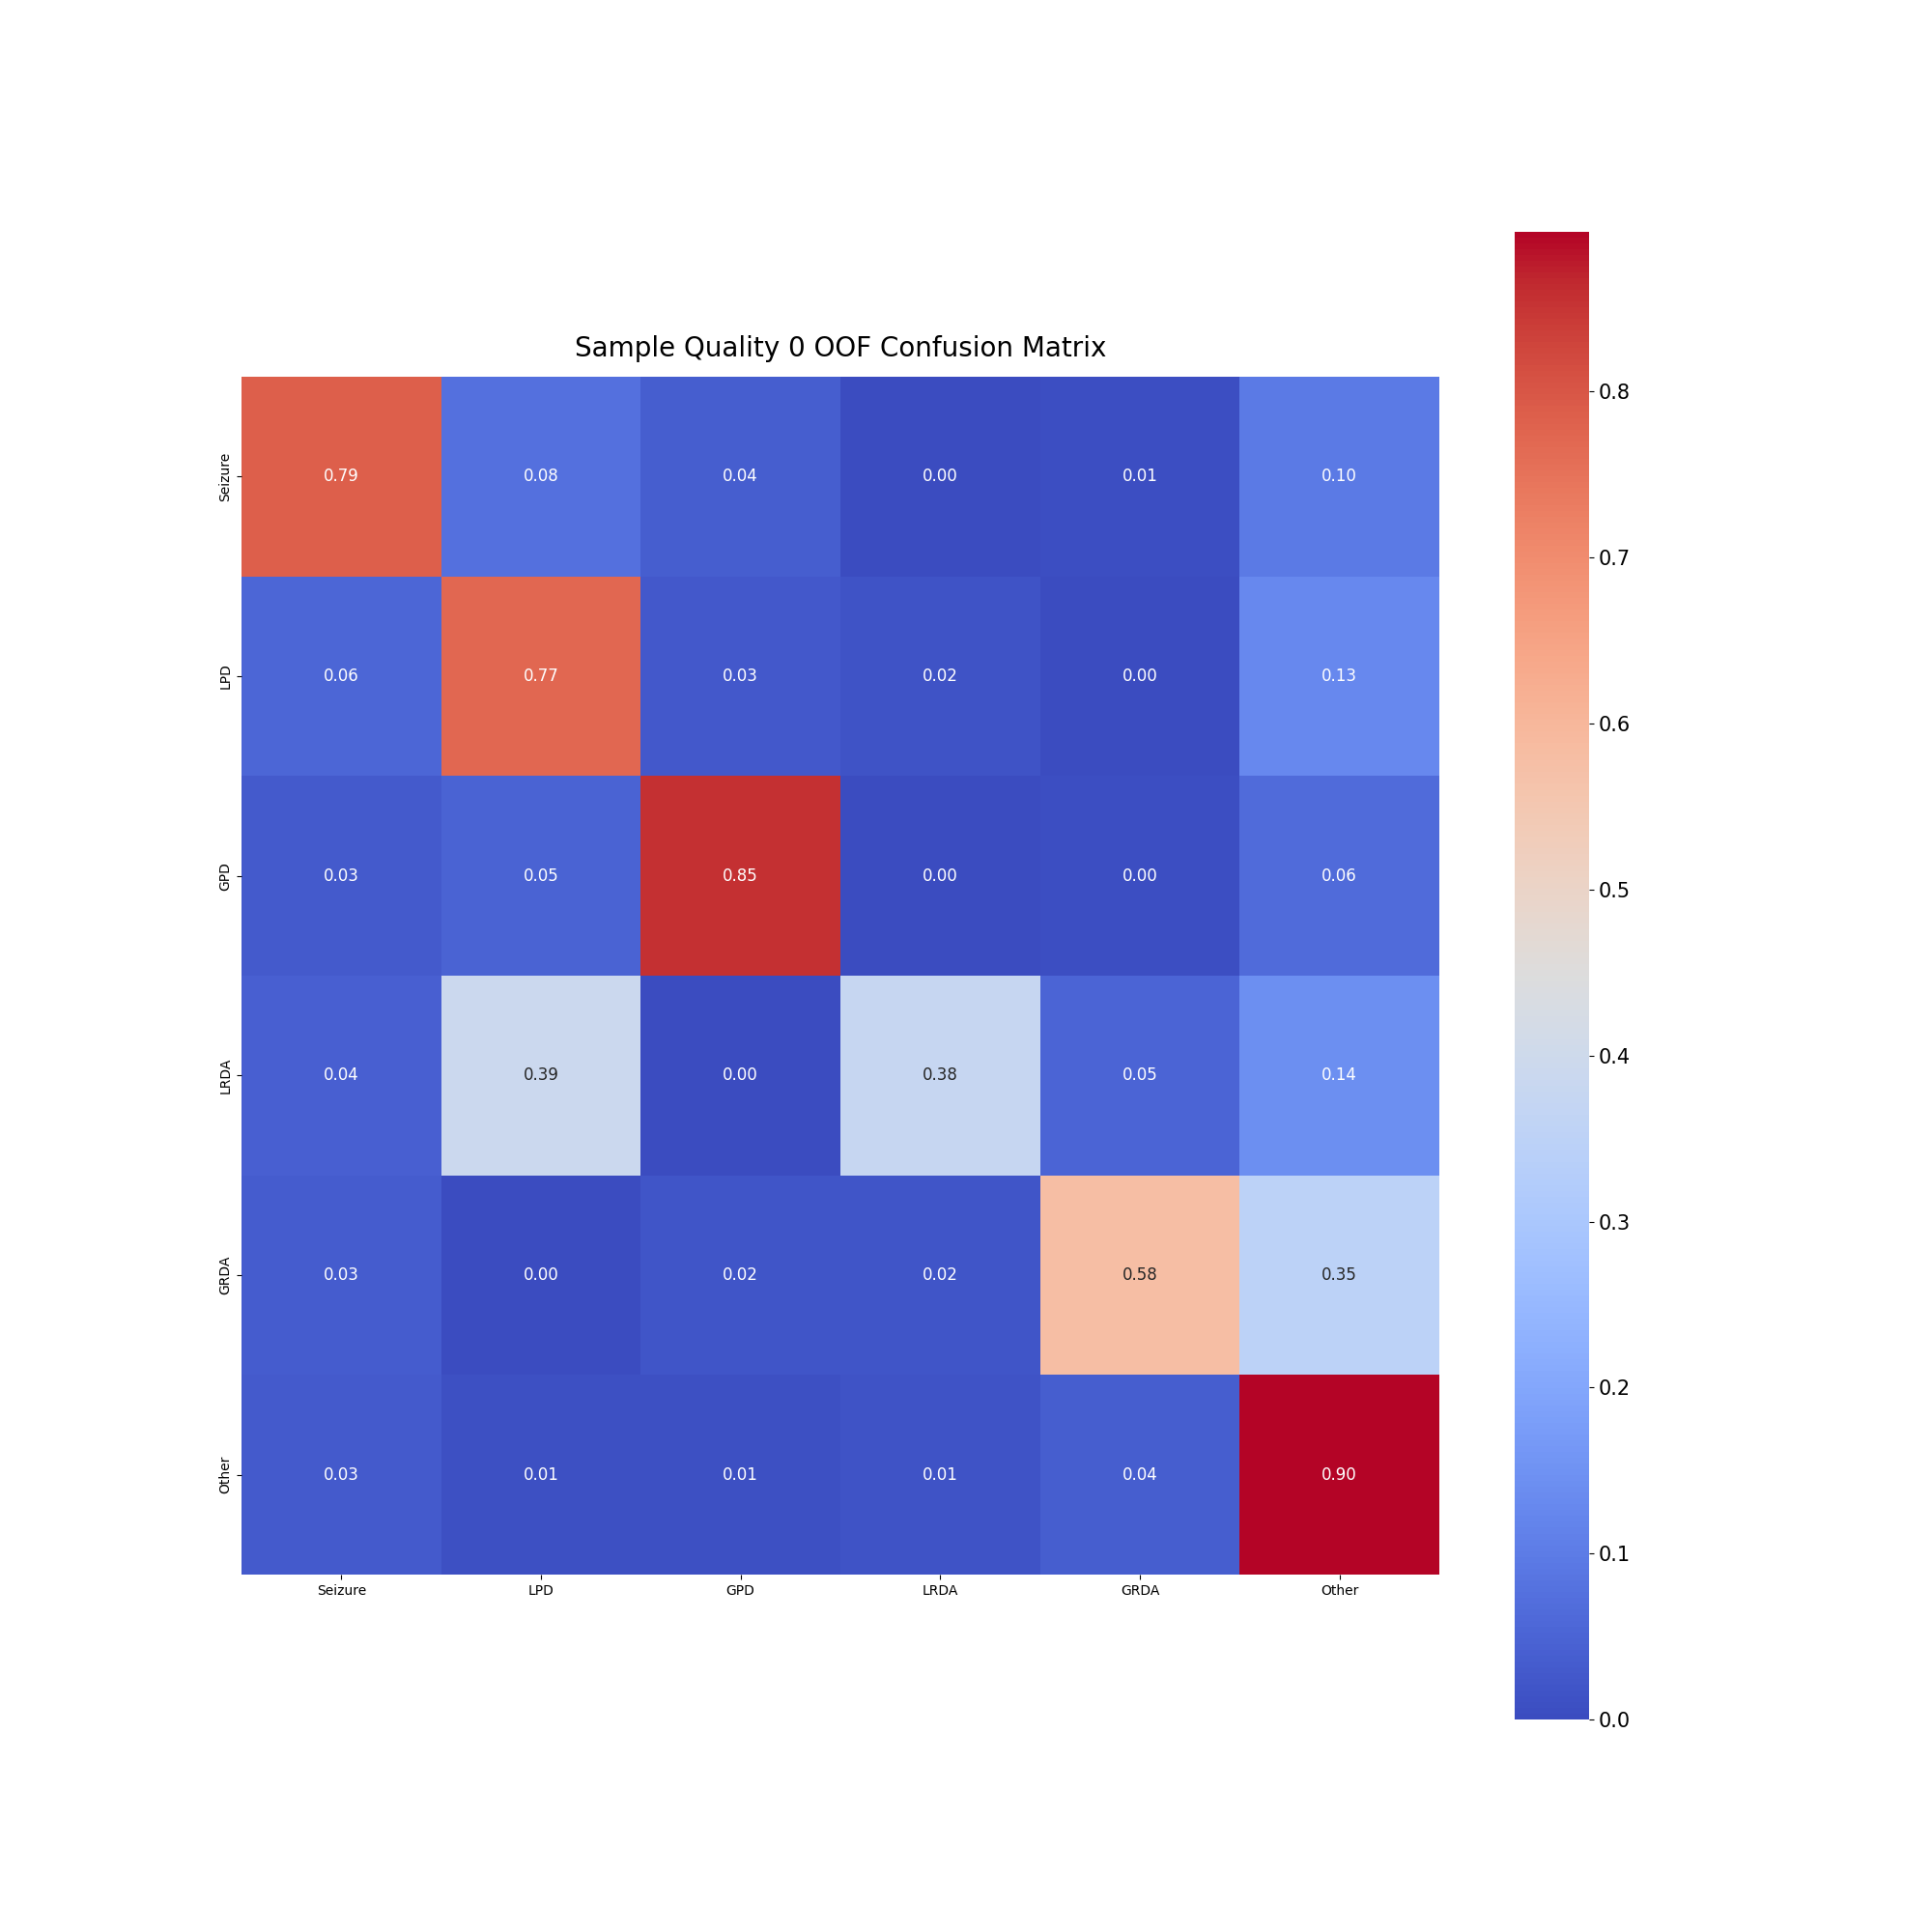 Sample Quality 0 OOF Confusion Matrix
Seizure 0.79 0.08 0.04 0.00 0.01 0.10
LPD 0.06 0.77 0.03 0.02 0.00 0.13
GPD 0.03 0.05 0.85 0.00 0.00 0.06
LRDA 0.04 0.39 0.00 0.38 0.05 0.14
GRDA 0.03 0.00 0.02 0.02 0.58 0.35
Other 0.03 0.01 0.01 0.01 0.04 0.90
Seizure LPD GPD LRDA GRDA Other
0.8
0.7
0.6
0.5
0.4
0.3
0.2
0.1
0.0